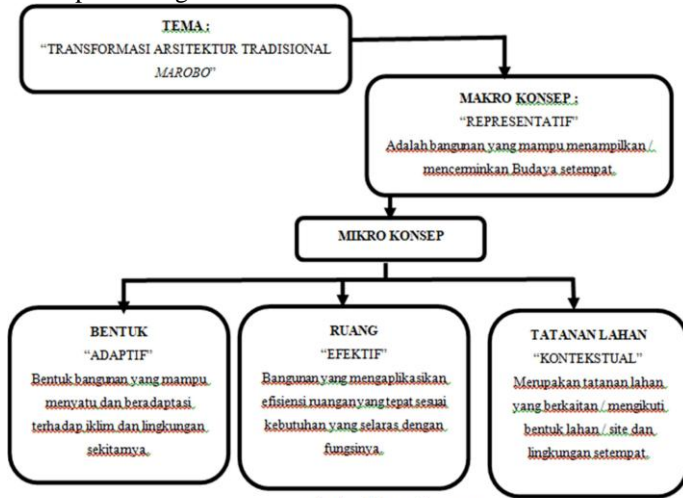 TEMA :
“TRANSFORMASI ARSITEKTUR TRADISIONAL
MAROBO”
MAKRO KONSEP :
“REPRESENTATIF”
Adalah bangunan yang mampu menampilkan /
mencerminkan Budaya setempat.
MIKRO KONSEP
BENTUK
“ADAPTIF”
Bentuk bangunan yang mampu
menyatu dan beradaptasi
terhadap iklim dan lingkungan
sekitarnya.
RUANG
“EFEKTIF”
Bangunan yang mengaplikasikan
efisiensi ruangan yang tepat sesuai
kebutuhan yang selaras dengan
fungsinya.
TATANAN LAHAN
“KONTEKSTUAL”
Merupakan tatanan lahan
yang berkaitan / mengikuti
bentuk lahan / site dan
lingkungan setempat.